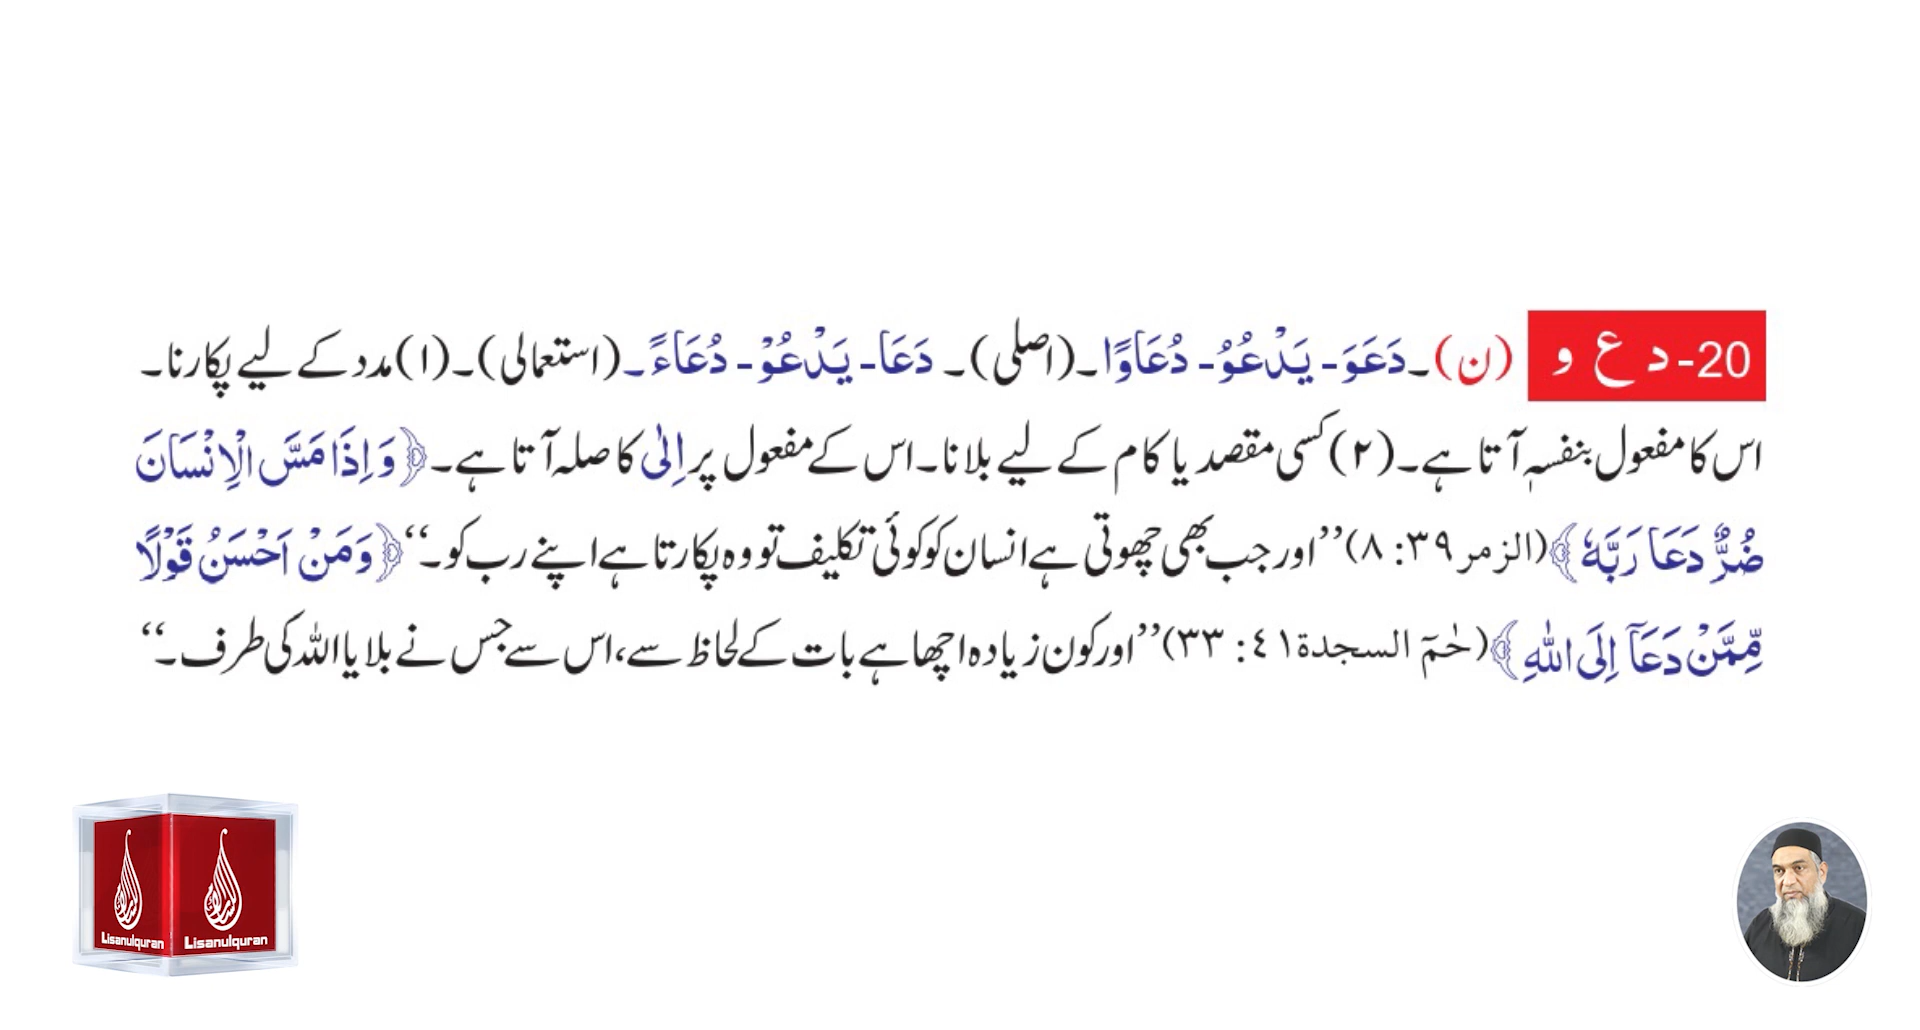 20- د ع و (ن)۔دَعَوَ- یَدْعُوُ- دُعَاوًا۔(اصلی)۔ دَعَا- یَدْعُوْ- دُعَاءً۔(استعمالی)۔(۱)مدد کے لیے پکارنا۔
اس کا مفعول بنفسہٖ آتا ہے۔(۲)کسی مقصد یا کام کے لیے بلانا۔اس کے مفعول پر اِلٰی کا صلہ آتا ہے۔﴿وَاِذَا مَسَّ الْاِنْسَانَ
ضُرٌّ دَعَا رَبَّهٗ﴾(الزمر ۳۹: ۸)’’اور جب بھی چھوتی ہے انسان کو کوئی تکلیف تو وہ پکارتا ہے اپنے رب کو۔‘‘﴿وَمَنْ اَحْسَنُ قَوْلًا
مِّمَّنْ دَعَآ اِلَی اللّٰهِ﴾(حٰمٓ السجدة ٤١: ٣٣)’’اور کون زیادہ اچھا ہے بات کے لحاظ سے، اس سے جس نے بلایا اللہ کی طرف۔‘‘
Lisanulquran Lisanulquran